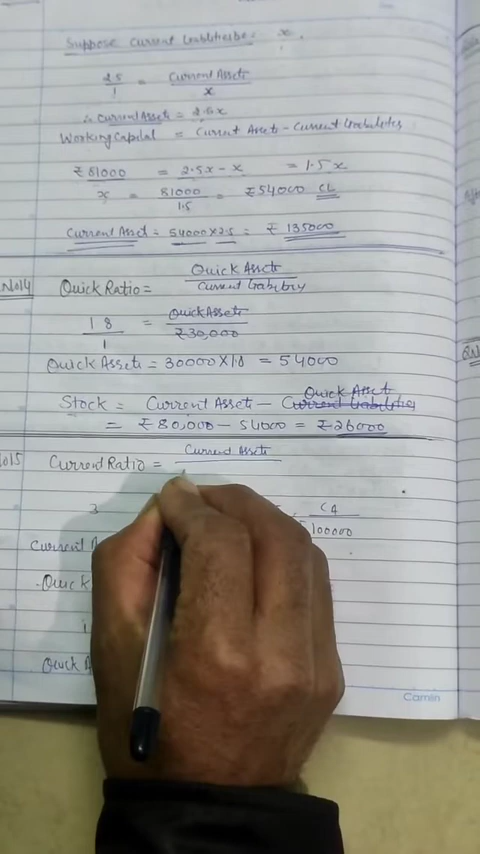 Suppose Current Liabilities be = x.
25/1 = Current Assets/x
∴ Current Assets = 2.5x
Working Capital = Current Assets - Current Liabilities
₹81000 = 2.5x - x = 1.5x
x = 81000/1.5 = ₹54000 CL
Current Asset = 54000 x 2.5 = ₹135000
No14 Quick Ratio = Quick Assets/Current Liability
1.8/1 = Quick Assets/₹30,000
Quick Assets = 30000 X 1.8 = 54000
Quick Asset
Stock = Current Assets - Current Liabilities
= ₹80,000 - 54000 = ₹26000
No15 Current Ratio = Current Assets
3 CA/100000
Current A
Quick
1
Quick A
Camlin